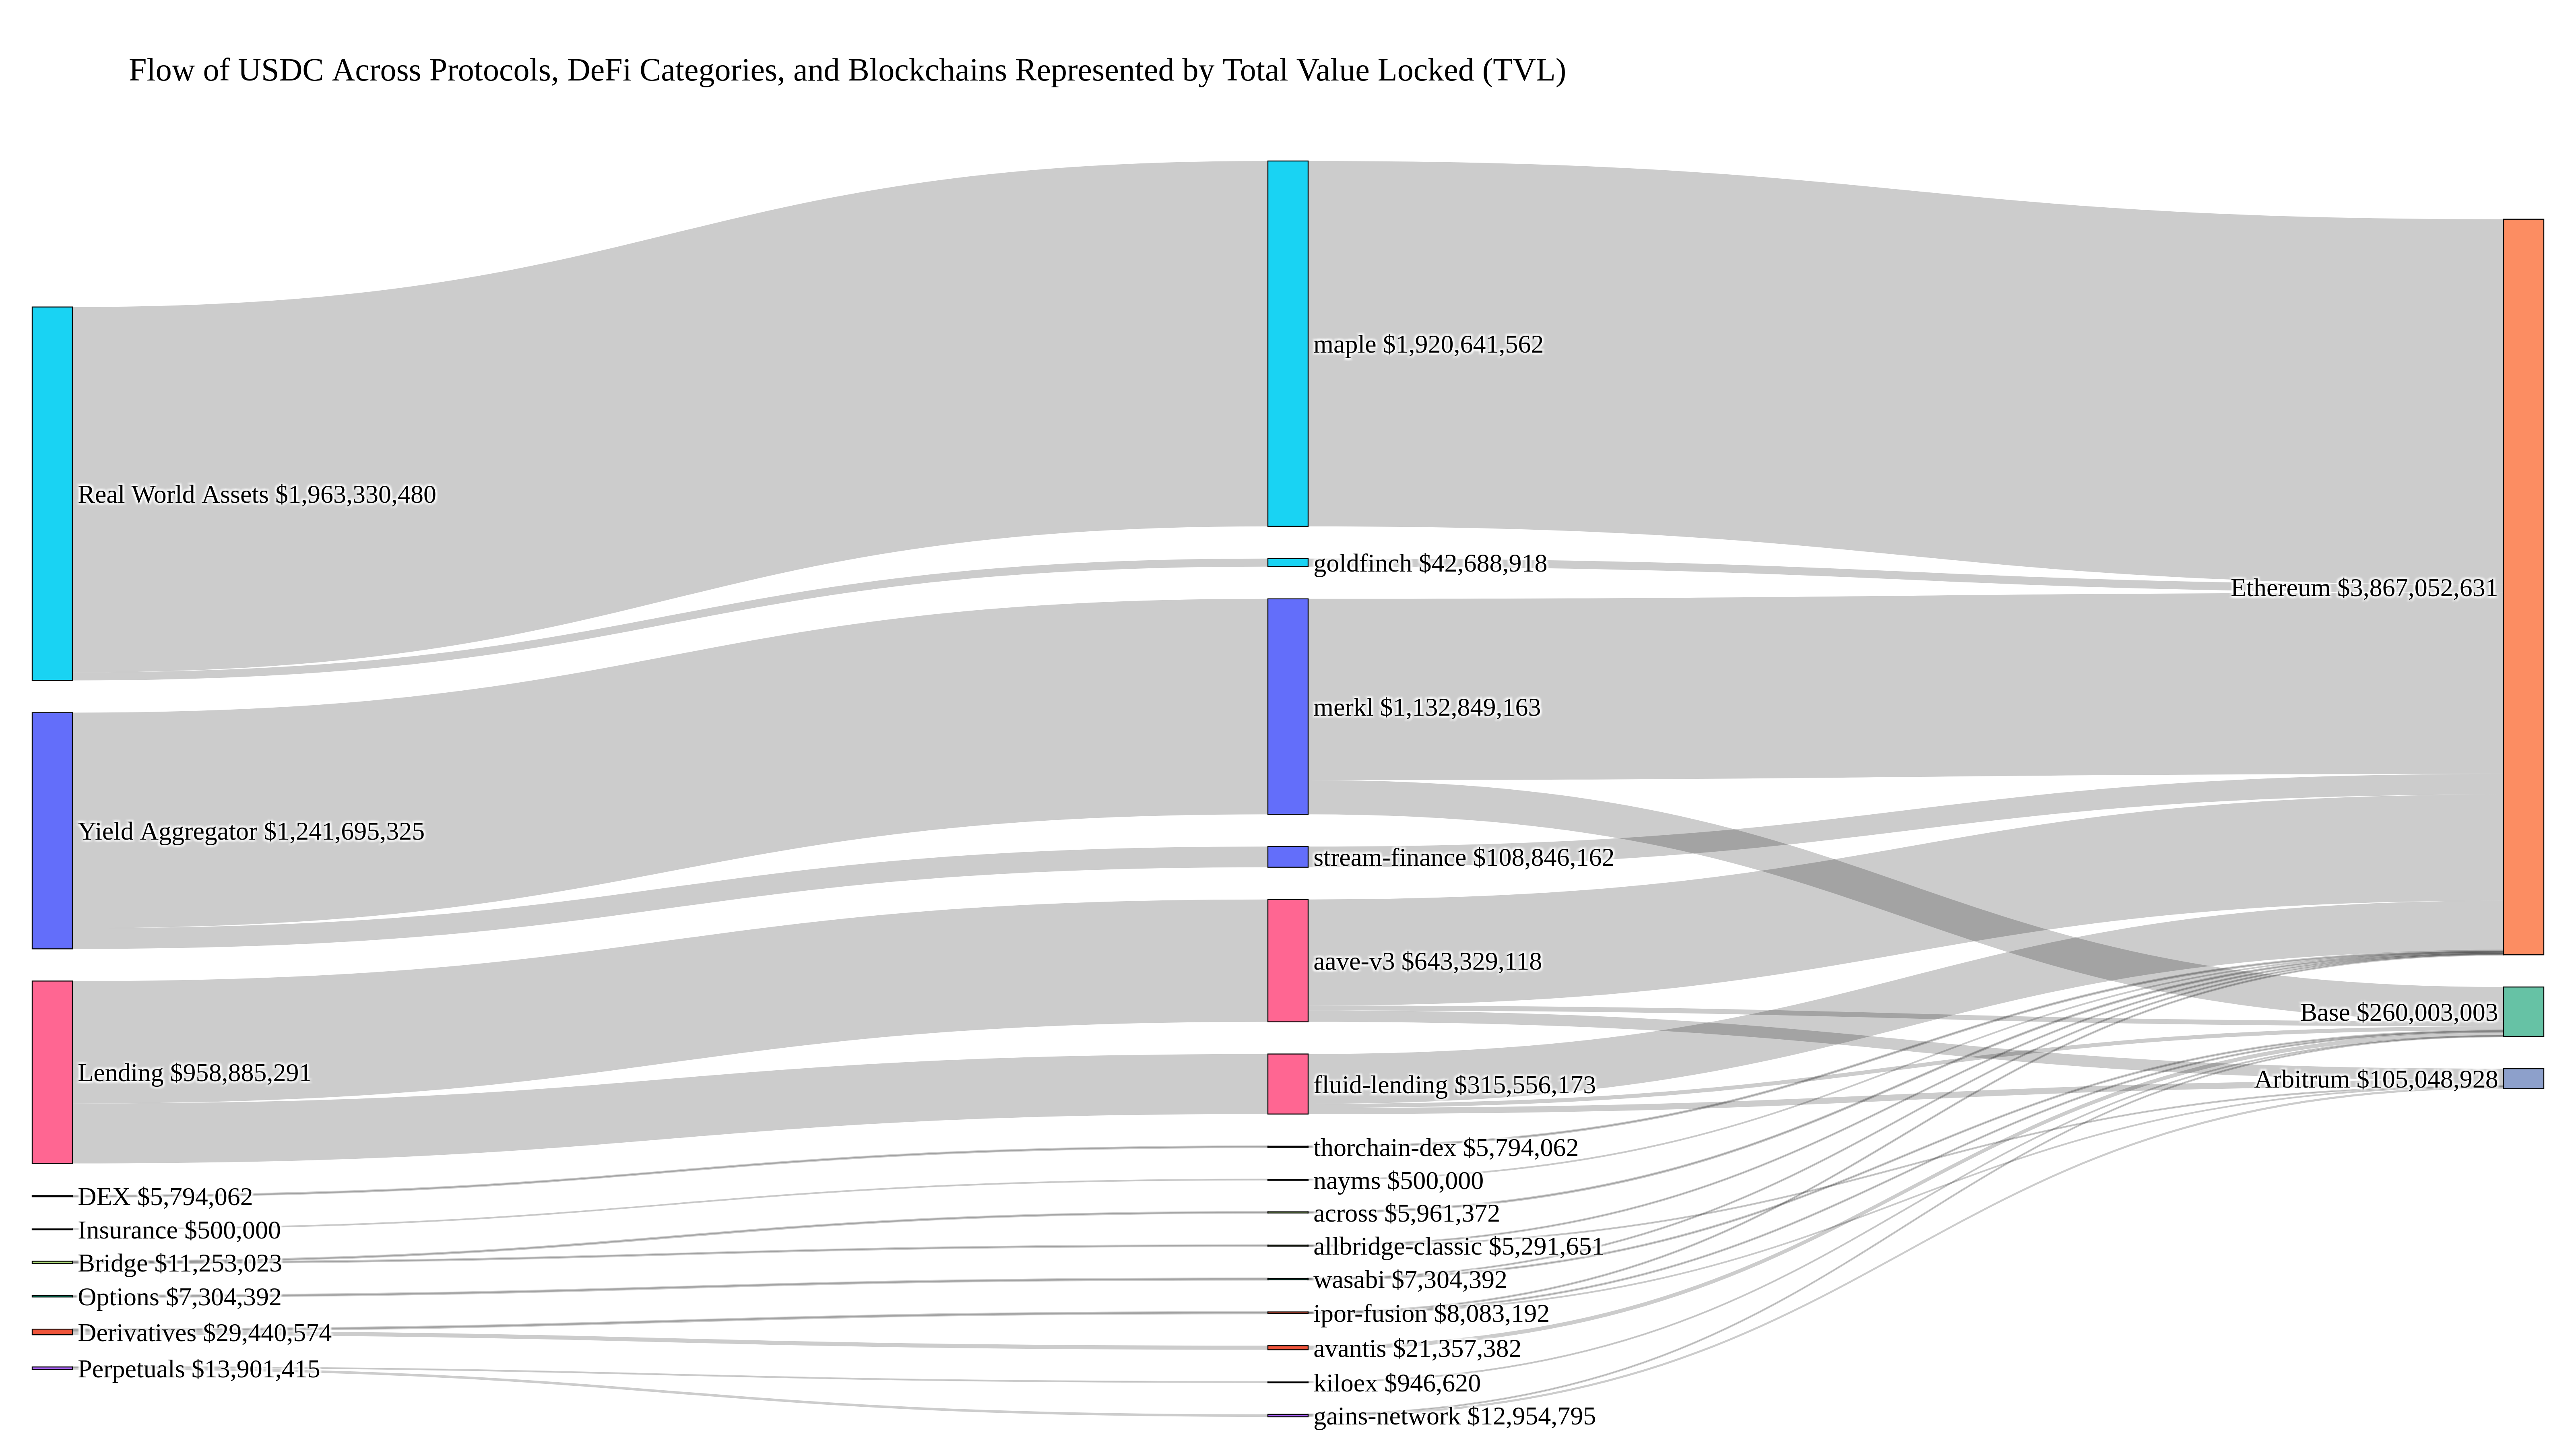 Flow of USDC Across Protocols, DeFi Categories, and Blockchains Represented by Total Value Locked (TVL)
Real World Assets $1,963,330,480
Yield Aggregator $1,241,695,325
Lending $958,885,291
DEX $5,794,062
Insurance $500,000
Bridge $11,253,023
Options $7,304,392
Derivatives $29,440,574
Perpetuals $13,901,415
maple $1,920,641,562
goldfinch $42,688,918
merkl $1,132,849,163
stream-finance $108,846,162
aave-v3 $643,329,118
fluid-lending $315,556,173
thorchain-dex $5,794,062
nayms $500,000
across $5,961,372
allbridge-classic $5,291,651
wasabi $7,304,392
ipor-fusion $8,083,192
avantis $21,357,382
kiloex $946,620
gains-network $12,954,795
Ethereum $3,867,052,631
Base $260,003,003
Arbitrum $105,048,928